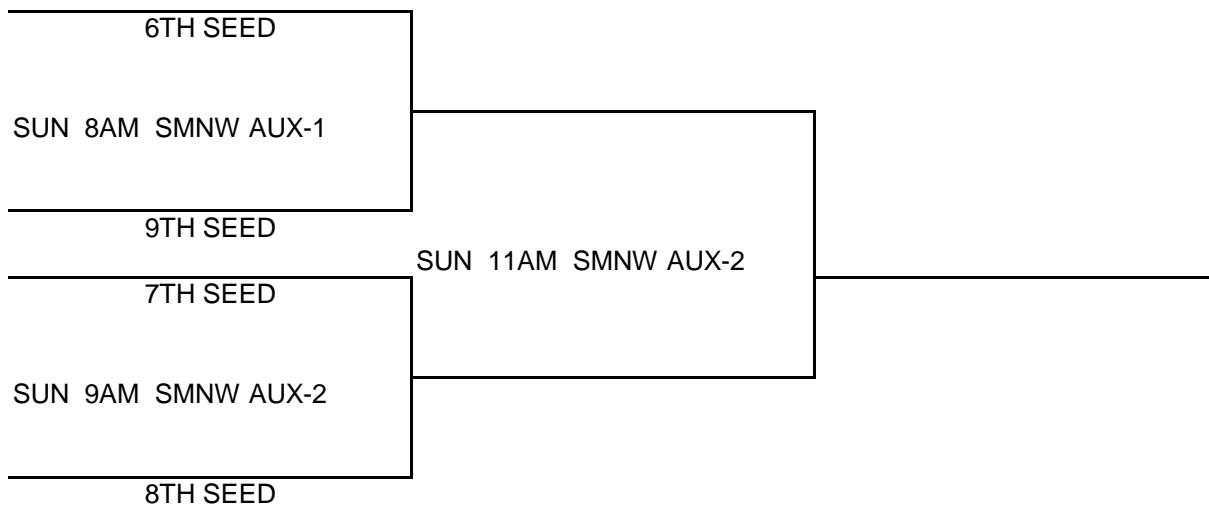 6TH SEED
SUN 8AM SMNW AUX-1
9TH SEED
SUN 11AM SMNW AUX-2
7TH SEED
SUN 9AM SMNW AUX-2
8TH SEED